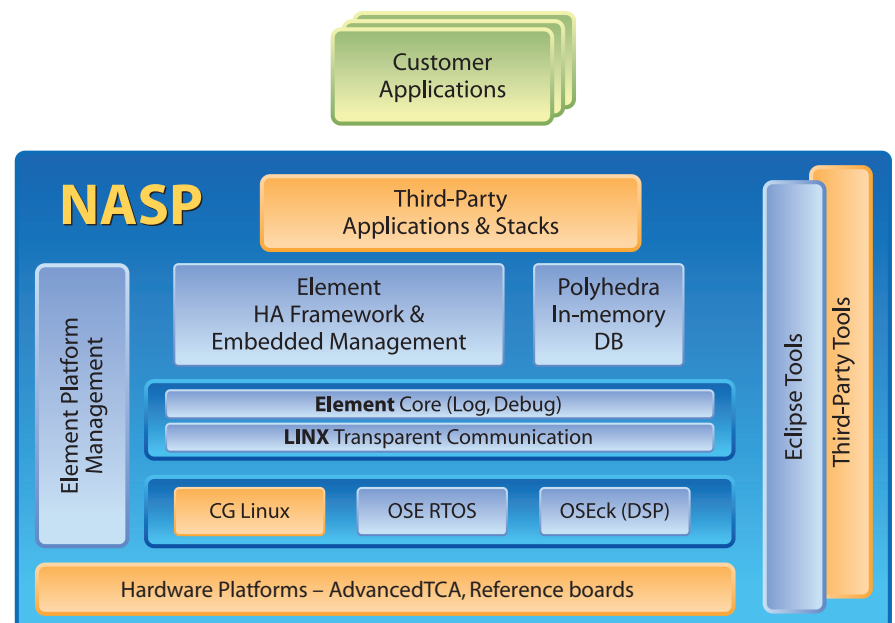 Customer
Applications
NASP
Third-Party
Applications & Stacks
Element Platform
Management
Element
HA Framework &
Embedded Management
Polyhedra
In-memory
DB
Element Core (Log, Debug)
LINX Transparent Communication
CG Linux
OSE RTOS
OSEck (DSP)
Hardware Platforms – AdvancedTCA, Reference boards
Eclipse Tools
Third-Party Tools